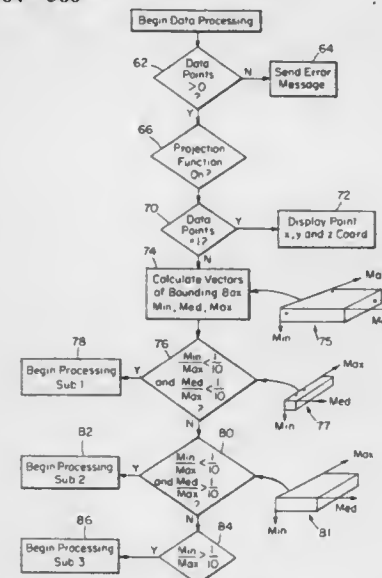 Begin Data Processing
62
Data
Points
>0
?
N
64
Send Error
Message
Y
66
Projection
Function
On?
70
Data
Points
=1?
Y
72
Display Point
x,y and z Coord
N
74
Calculate Vectors
of Bounding Box
Min, Med, Max
Max
Min
75
78
Begin Processing
Sub 1
Y
76
Min/Max < 1/10
and Med/Max < 1/10
?
Max
Med
Min
77
N
82
Begin Processing
Sub 2
Y
80
Min/Max < 1/10
and Med/Max > 1/10
?
Max
Med
Min
81
N
86
Begin Processing
Sub 3
Y
84
Min/Max > 1/10